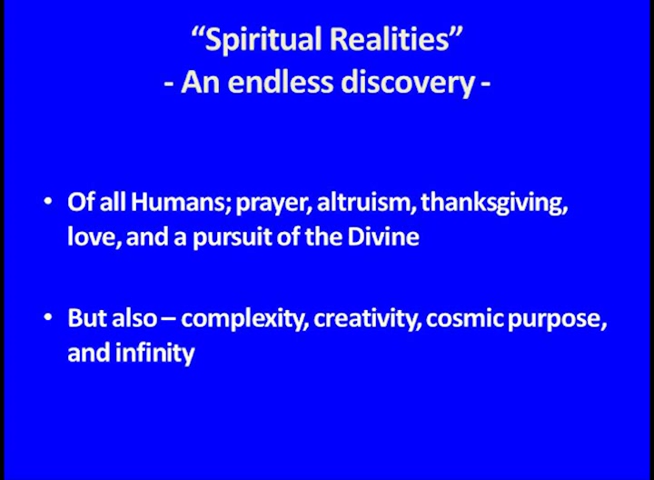 “Spiritual Realities”
- An endless discovery -
• Of all Humans; prayer, altruism, thanksgiving,
love, and a pursuit of the Divine
• But also – complexity, creativity, cosmic purpose,
and infinity